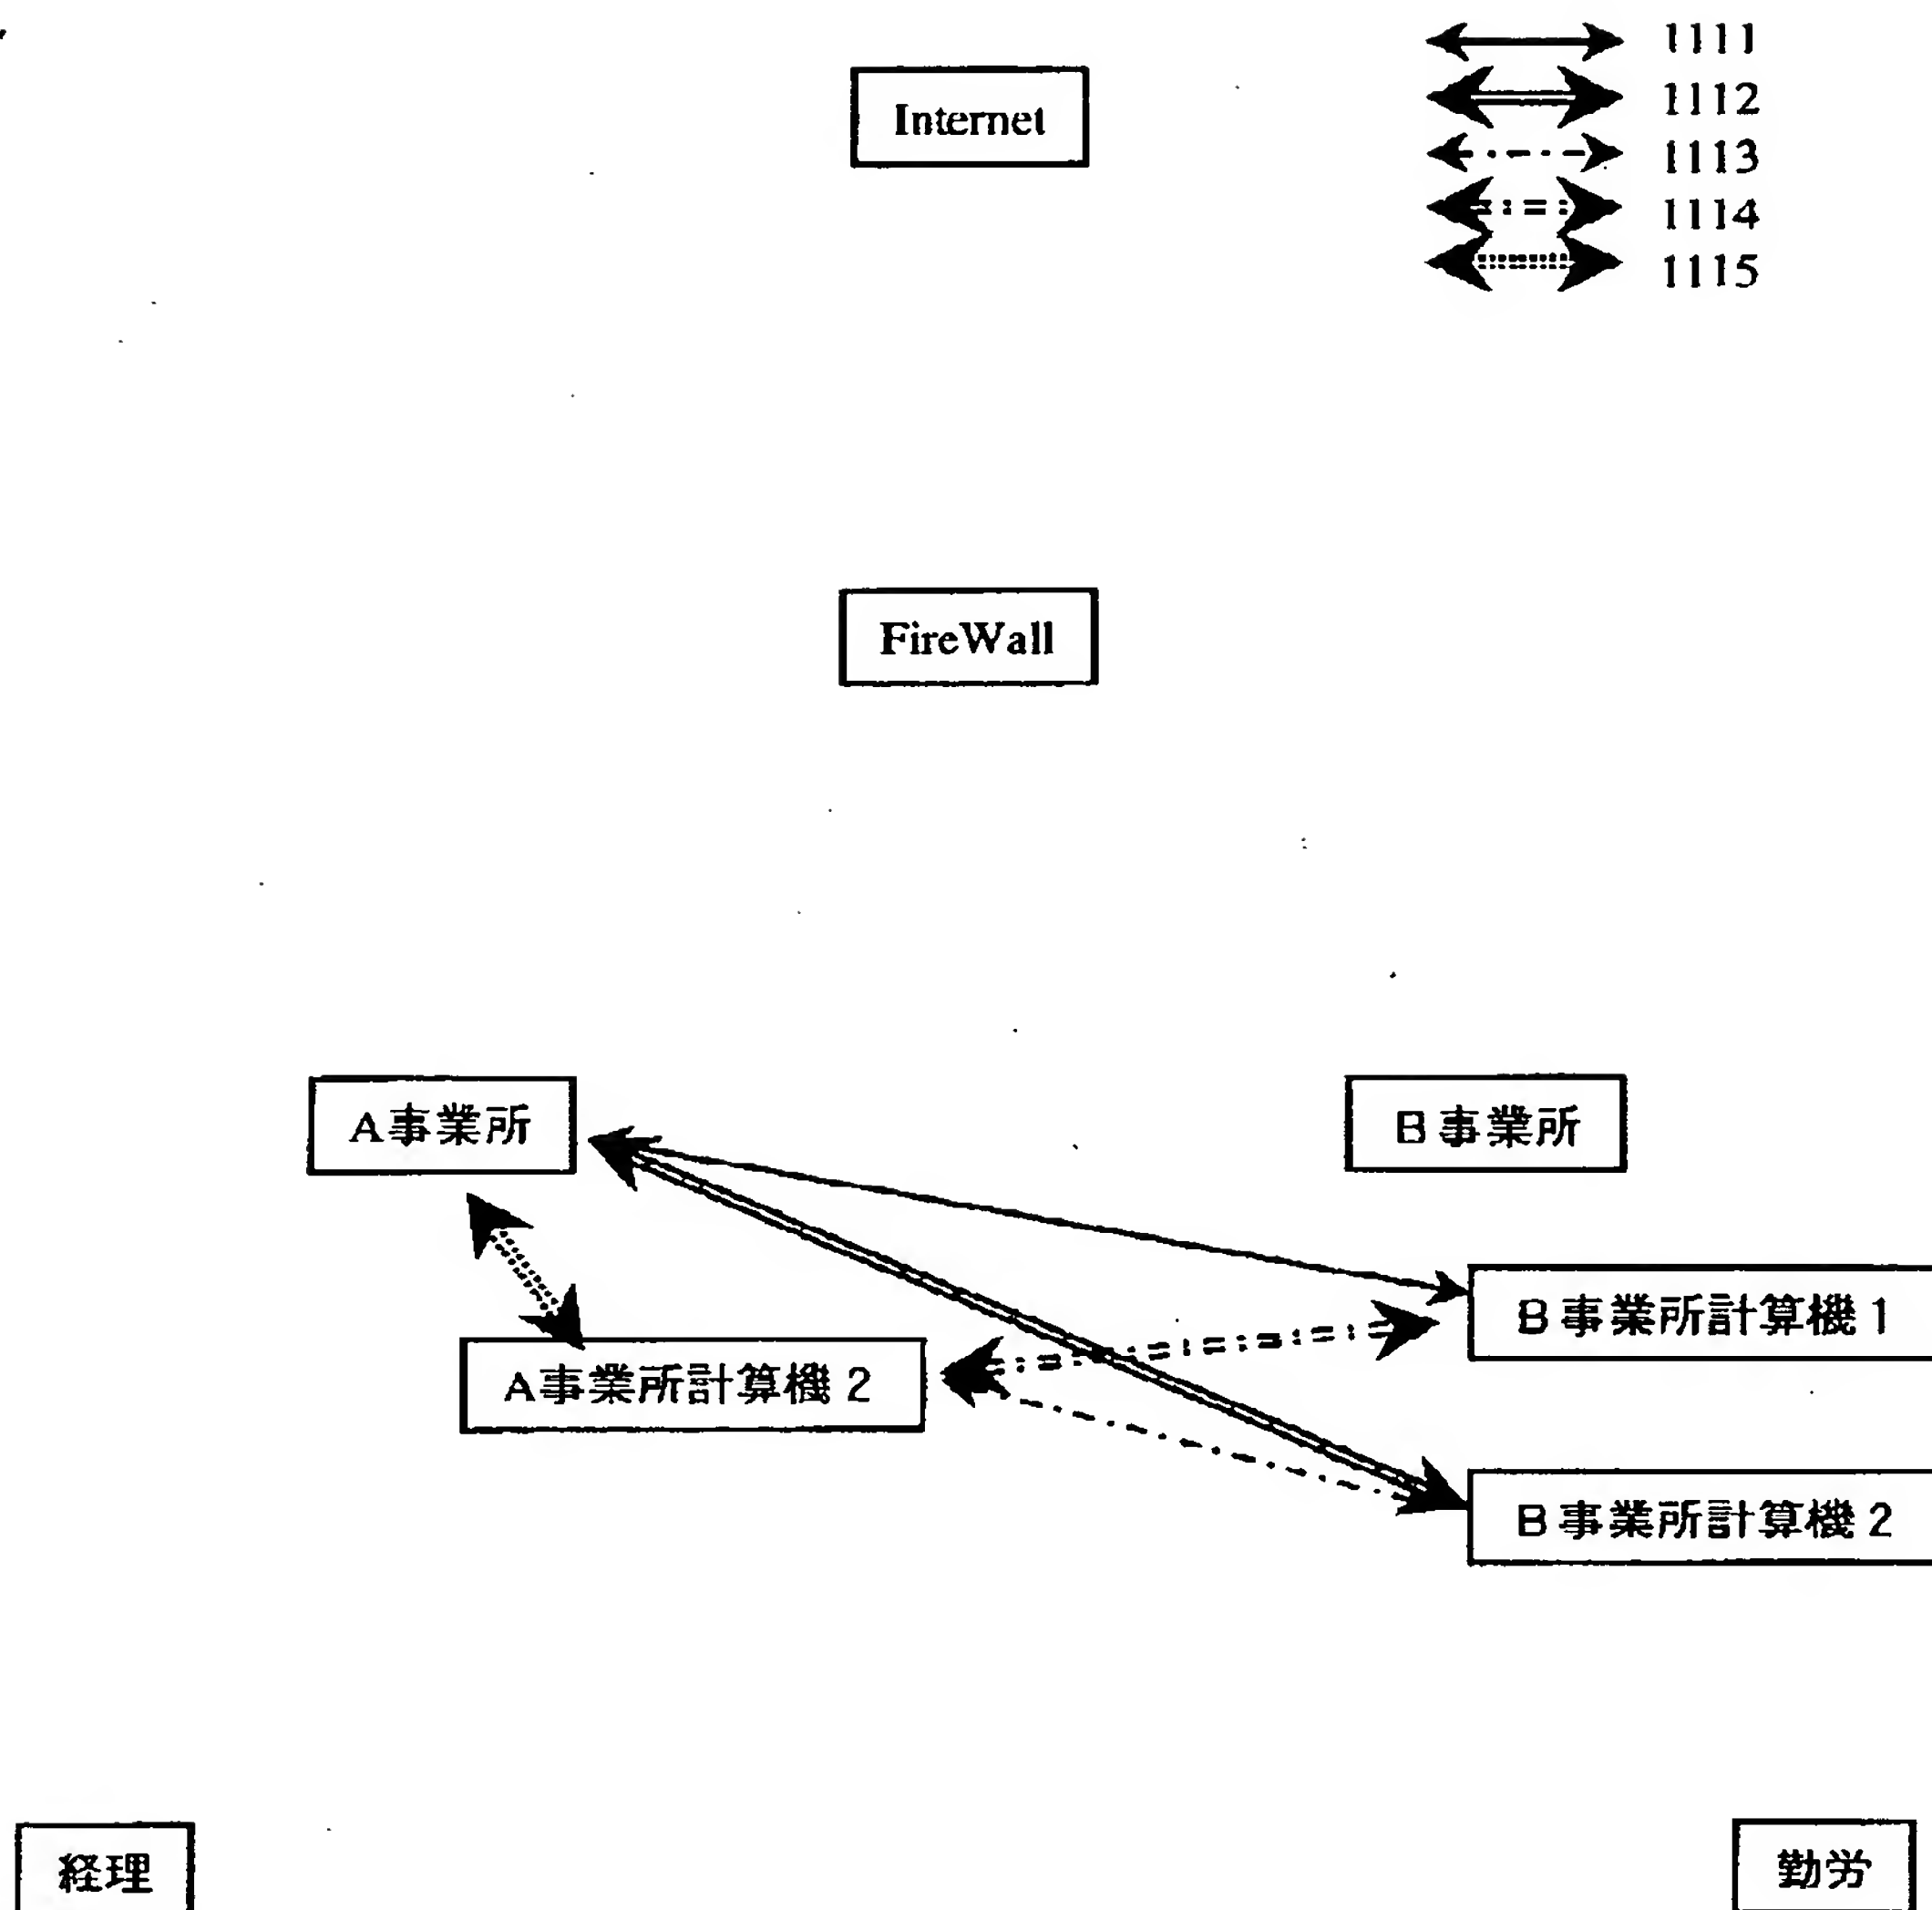 Internet
1111
1112
1113
1114
1115
FireWall
A事業所
B事業所
B事業所計算機1
A事業所計算機2
B事業所計算機2
経理
勤労